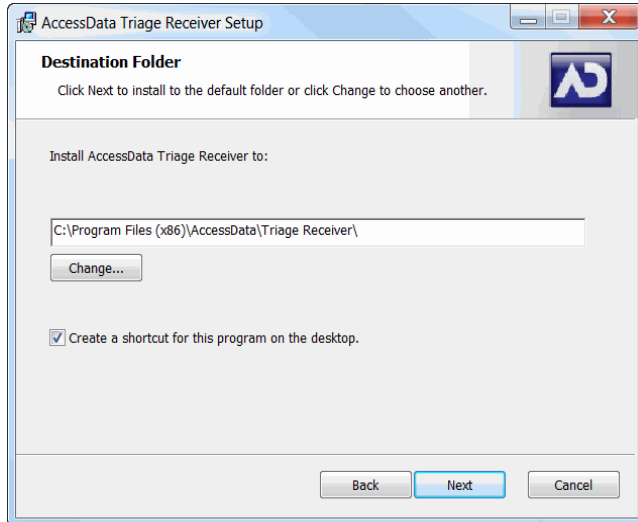 AccessData Triage Receiver Setup
Destination Folder
Click Next to install to the default folder or click Change to choose another.
Install AccessData Triage Receiver to:
C:\Program Files (x86)\AccessData\Triage Receiver\
Change...
Create a shortcut for this program on the desktop.
Back Next Cancel